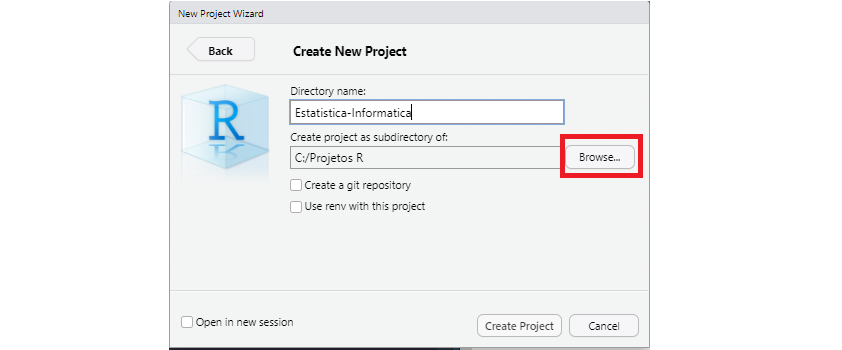 New Project Wizard
Back
Create New Project
R
Directory name:
Estatistica-Informatica
Create project as subdirectory of:
C:/Projetos R
Browse...
Create a git repository
Use renv with this project
Open in new session
Create Project
Cancel